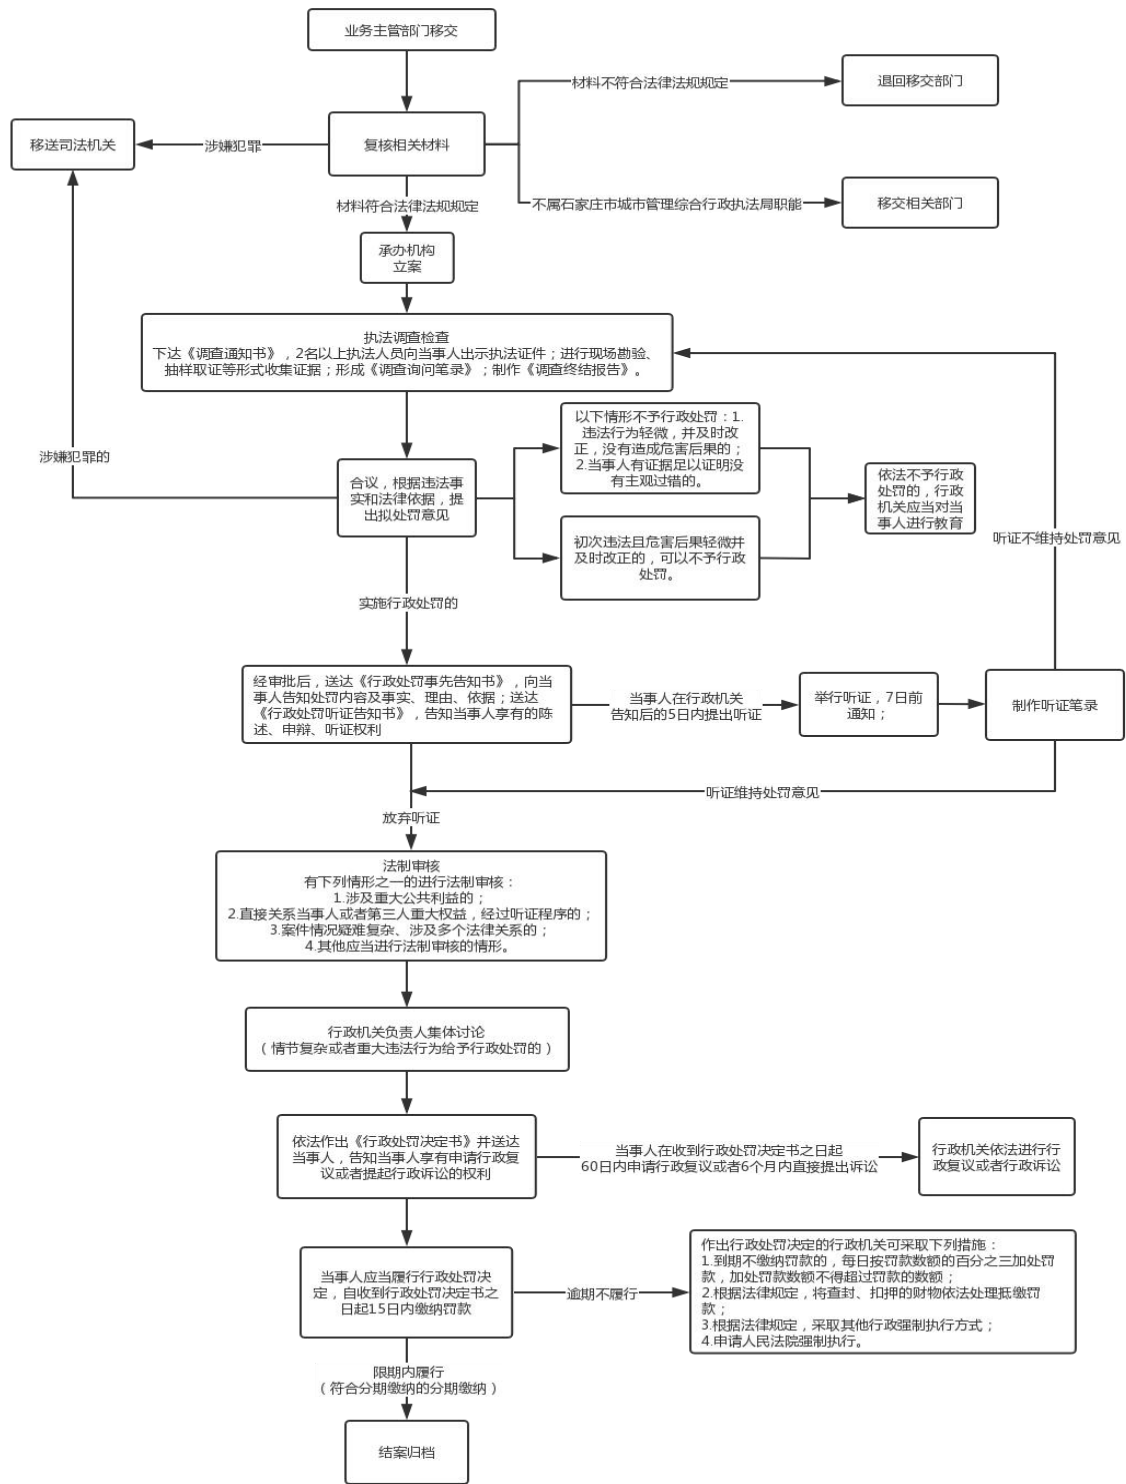 业务主管部门移交
材料不符合法律法规规定
退回移交部门
移送司法机关
涉嫌犯罪
复核相关材料
材料符合法律法规规定
不属石家庄市城市管理综合行政执法局职能
移交相关部门
承办机构
立案
执法调查检查
下达《调查通知书》，2名以上执法人员向当事人出示执法证件；进行现场勘验、
抽样取证等形式收集证据；形成《调查询问笔录》；制作《调查终结报告》。
涉嫌犯罪的
合议，根据违法事
实和法律依据，提
出拟处罚意见
以下情形不予行政处罚：1.
违法行为轻微，并及时改
正，没有造成危害后果的；
2.当事人有证据足以证明没
有主观过错的。
初次违法且危害后果轻微并
及时改正的，可以不予行政
处罚。
依法不予行政
处罚的，行政
机关应当对当
事人进行教育
听证不维持处罚意见
实施行政处罚的
经审批后，送达《行政处罚事先告知书》，向当
事人告知处罚内容及事实、理由、依据；送达
《行政处罚听证告知书》，告知当事人享有的陈
述、申辩、听证权利
当事人在行政机关
告知后的5日内提出听证
举行听证，7日前
通知；
制作听证笔录
听证维持处罚意见
放弃听证
法制审核
有下列情形之一的进行法制审核：
1.涉及重大公共利益的；
2.直接关系当事人或者第三人重大权益，经过听证程序的；
3.案件情况疑难复杂、涉及多个法律关系的；
4.其他应当进行法制审核的情形。
行政机关负责人集体讨论
（情节复杂或者重大违法行为给予行政处罚的）
依法作出《行政处罚决定书》并送达
当事人，告知当事人享有申请行政复
议或者提起行政诉讼的权利
当事人在收到行政处罚决定书之日起
60日内申请行政复议或者6个月内直接提出诉讼
行政机关依法进行行
政复议或者行政诉讼
当事人应当履行行政处罚决
定，自收到行政处罚决定书之
日起15日内缴纳罚款
逾期不履行
作出行政处罚决定的行政机关可采取下列措施：
1.到期不缴纳罚款的，每日按罚款数额的百分之三加处罚
款，加处罚款数额不得超过罚款的数额；
2.根据法律规定，将查封、扣押的财物依法处理抵缴罚
款；
3.根据法律规定，采取其他行政强制执行方式；
4.申请人民法院强制执行。
限期内履行
（符合分期缴纳的分期缴纳）
结案归档